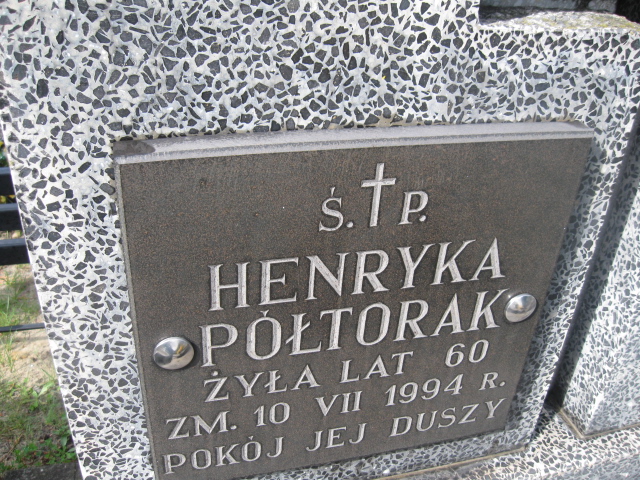 Ś. P.
HENRYKA
PÓŁTORAK
ŻYŁA LAT 60
ZM. 10 VII 1994 R.
POKÓJ JEJ DUSZY